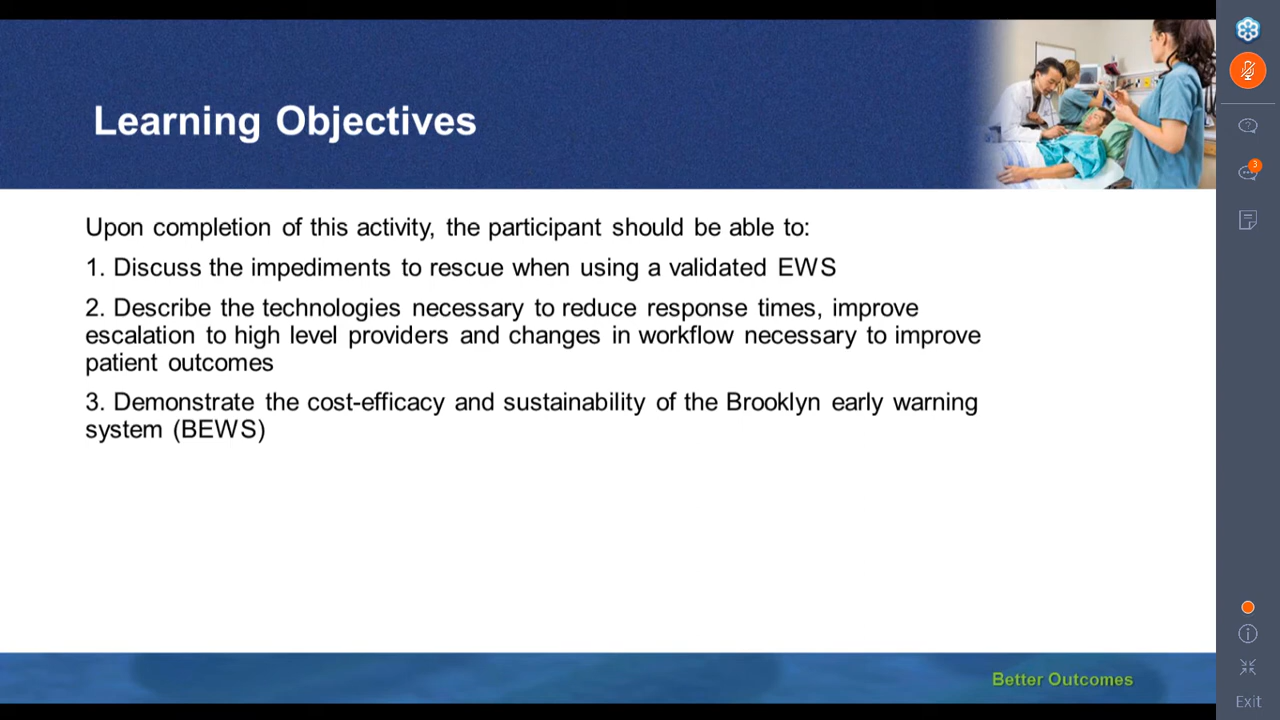 Learning Objectives
Upon completion of this activity, the participant should be able to:
1. Discuss the impediments to rescue when using a validated EWS
2. Describe the technologies necessary to reduce response times, improve
escalation to high level providers and changes in workflow necessary to improve
patient outcomes
3. Demonstrate the cost-efficacy and sustainability of the Brooklyn early warning
system (BEWS)
Better Outcomes
?
3
i
Exit